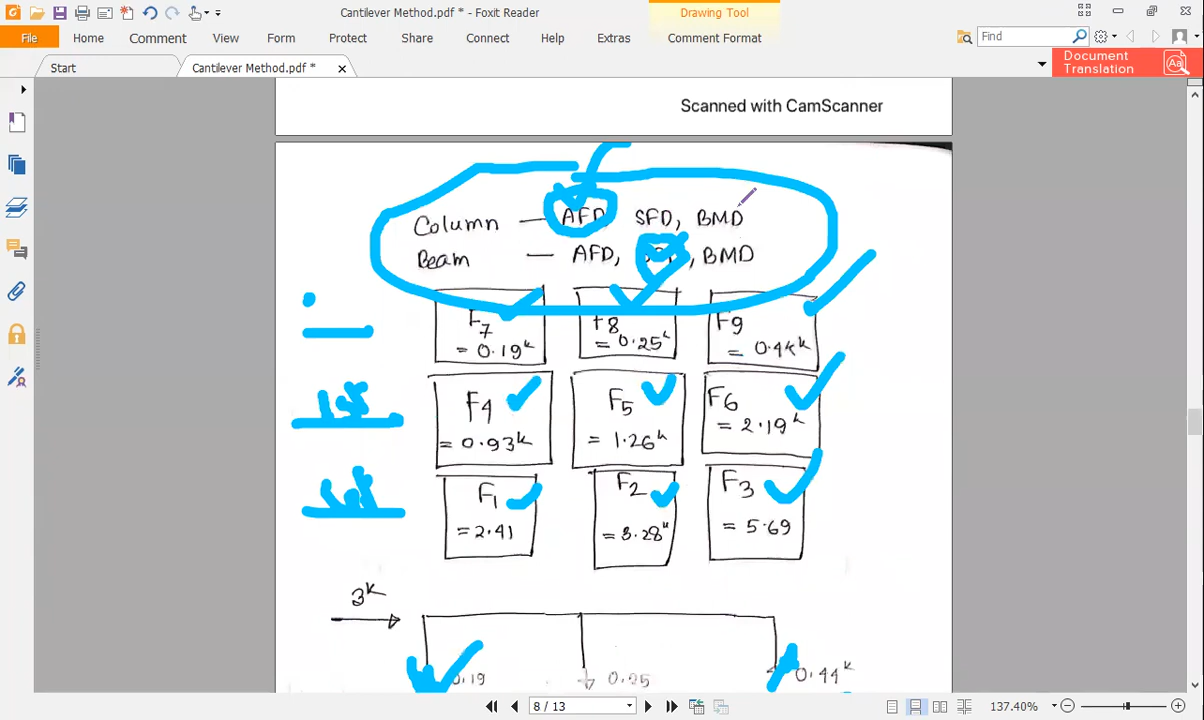 Cantilever Method.pdf * - Foxit Reader
Drawing Tool
File Home Comment View Form Protect Share Connect Help Extras Comment Format
Find
Start
Cantilever Method.pdf *
Document Translation
Scanned with CamScanner
Column — AFD SFD, BMD
Beam — AFD, , BMD
F7 F8 F9
= 0.19k = 0.25k = 0.44k
F4 F5 F6
= 0.93k = 1.26k = 2.19k
F1 F2 F3
= 2.41 = 3.28k = 5.69
3k
0.19 0.25 0.44k
8 / 13
137.40%